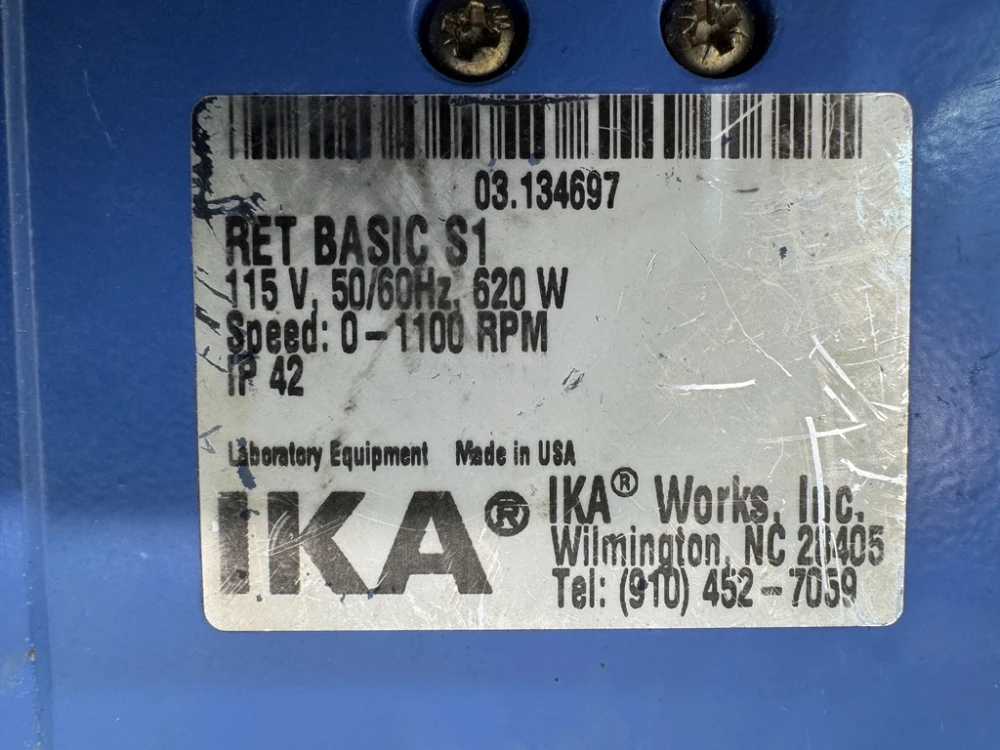 03.134697
RET BASIC S1
115 V, 50/60Hz, 620 W
Speed: 0-1100 RPM
IP 42
Laboratory Equipment Made in USA
IKA®
IKA® Works, Inc.
Wilmington, NC 28405
Tel: (910) 452-7059